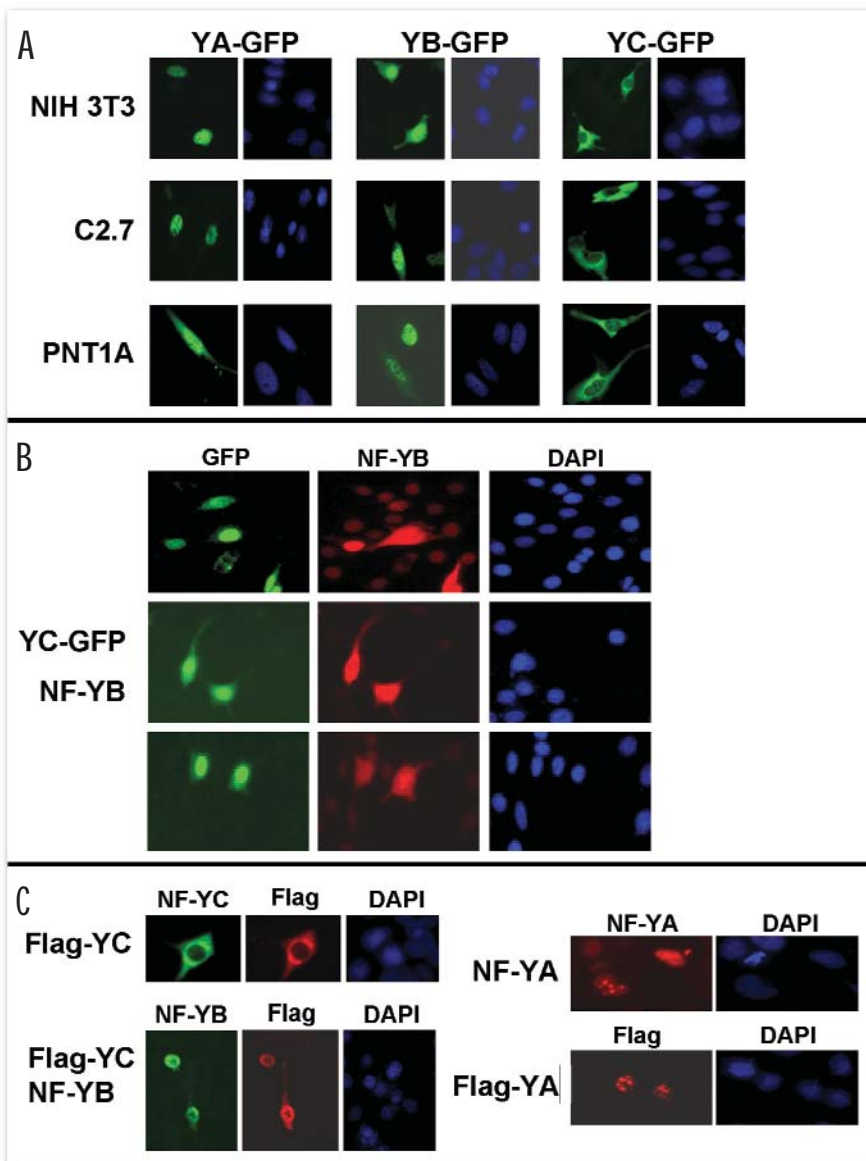 A
YA-GFP YB-GFP YC-GFP
NIH 3T3
C2.7
PNT1A
B
GFP NF-YB DAPI
YC-GFP
NF-YB
C
NF-YC Flag DAPI
Flag-YC
NF-YB Flag DAPI
Flag-YC
NF-YB
NF-YA DAPI
NF-YA
Flag DAPI
Flag-YA